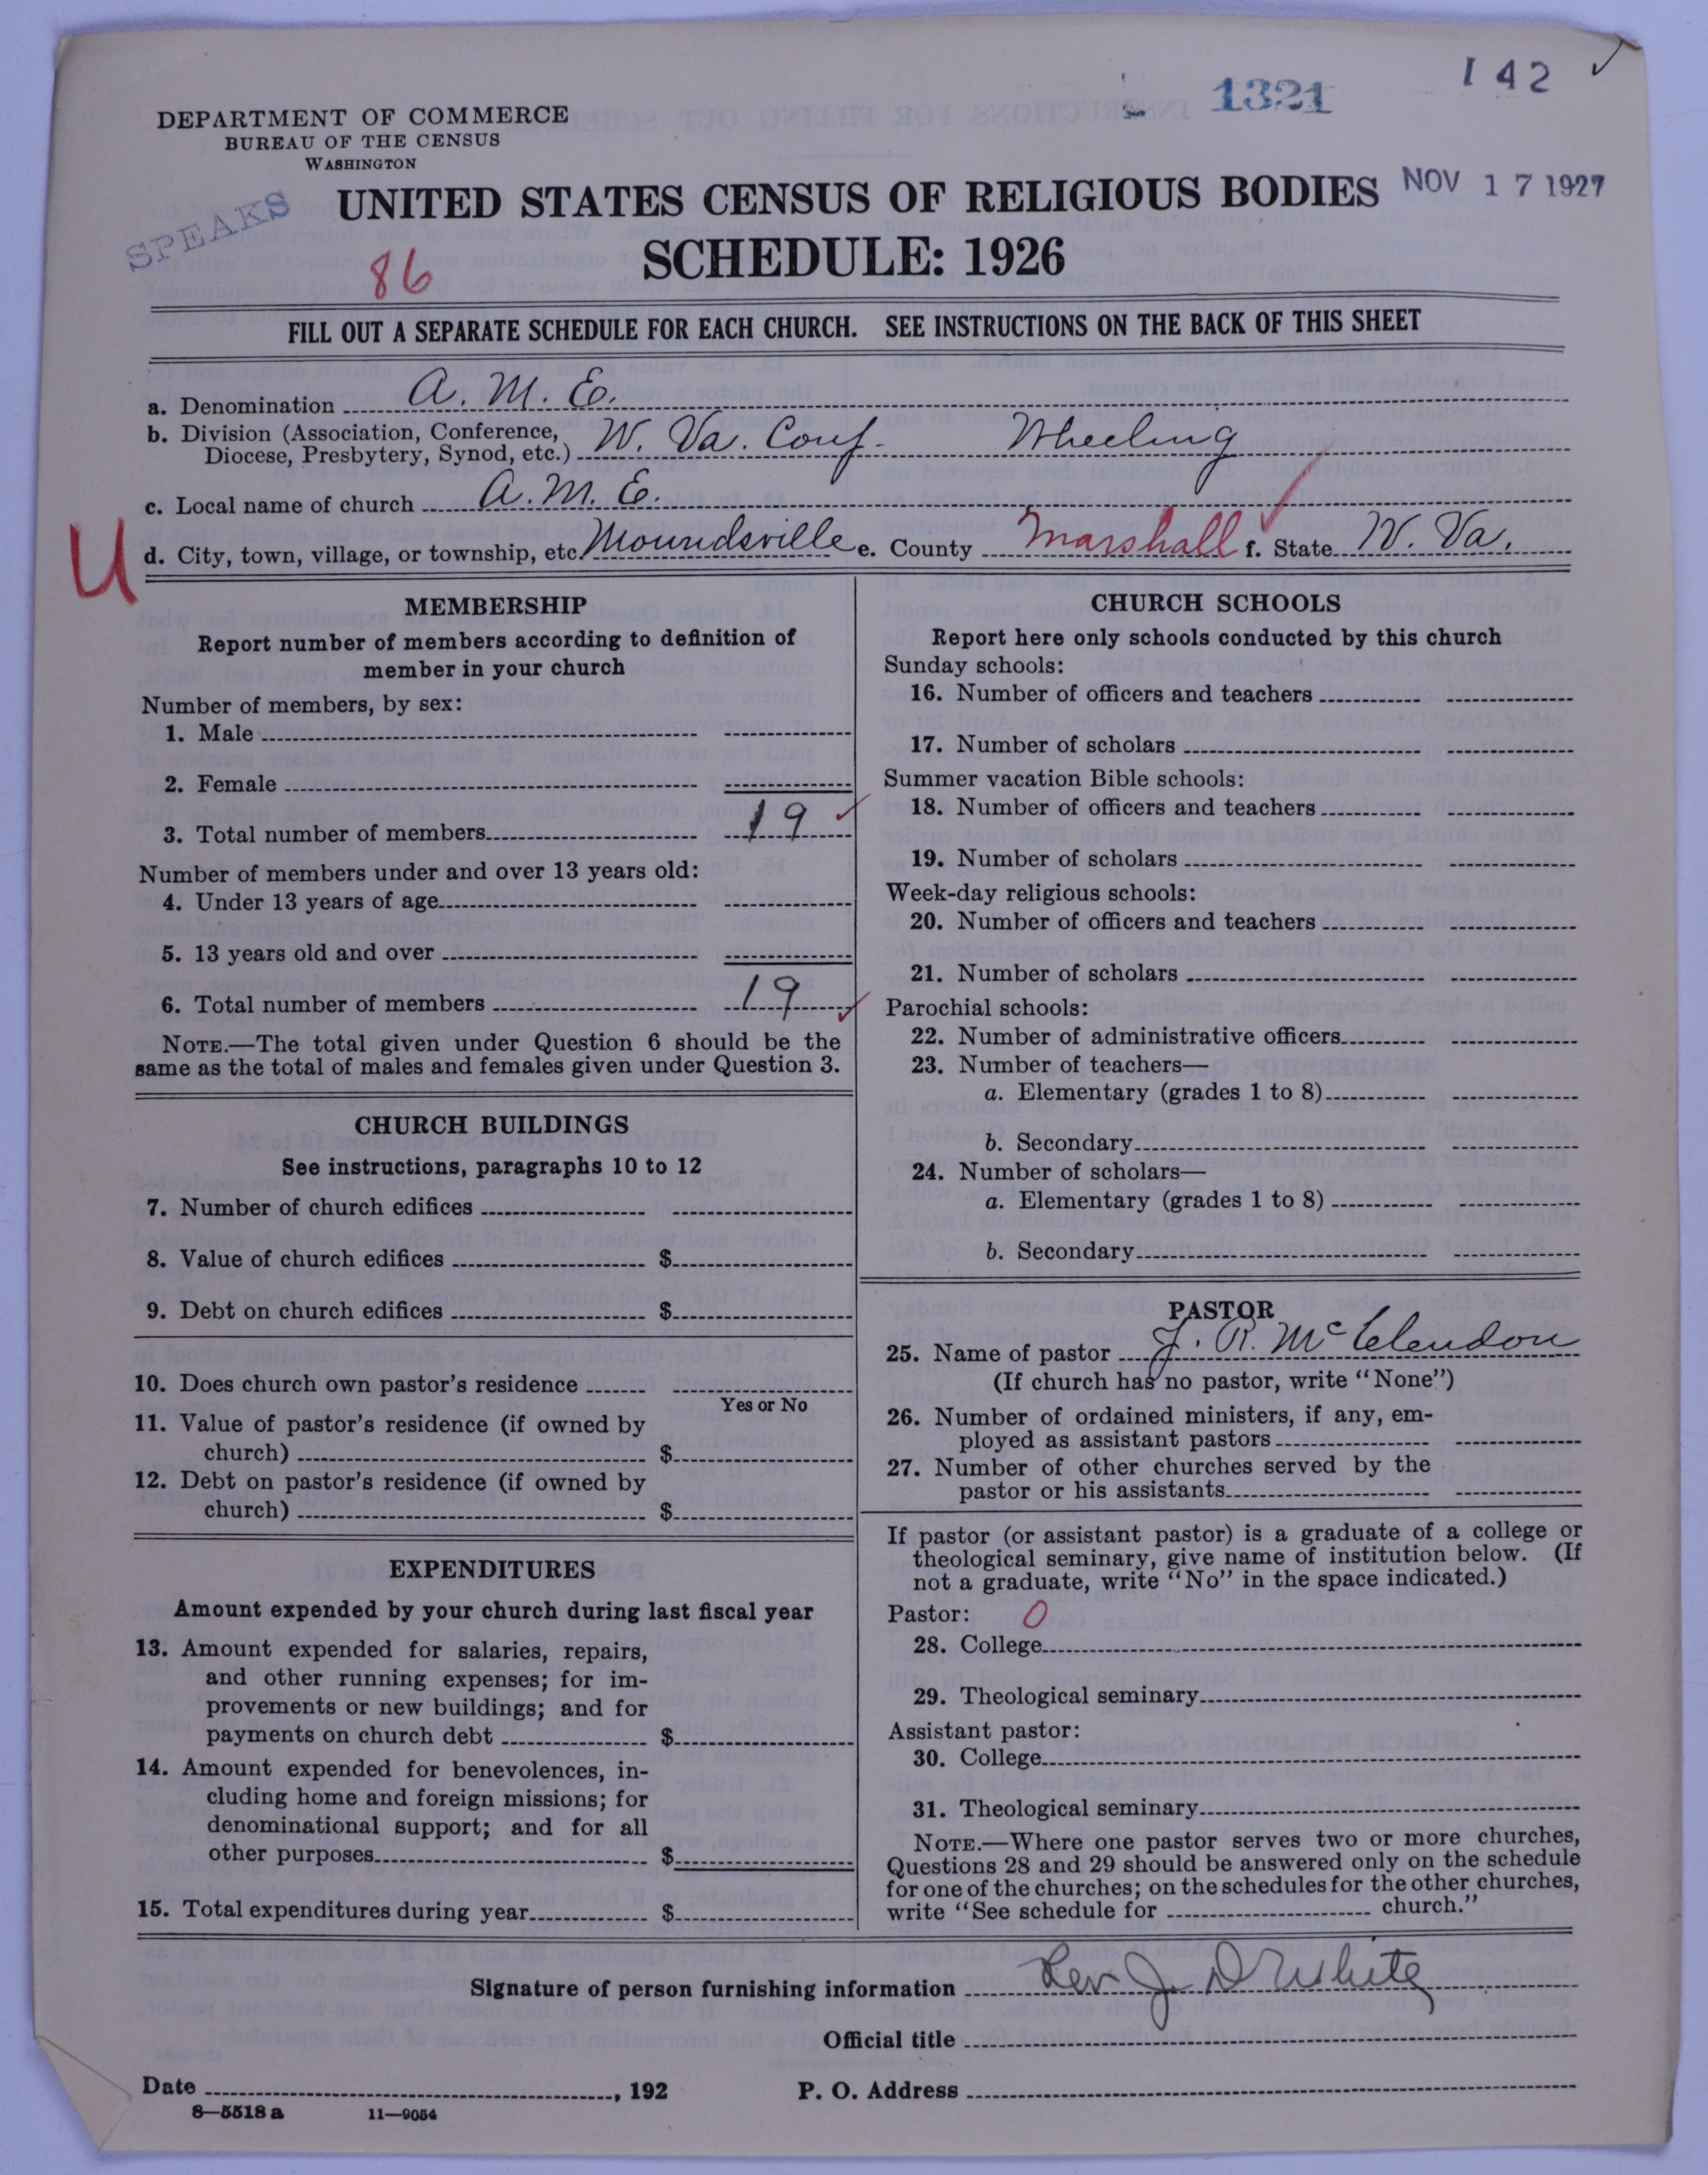 1321
142
DEPARTMENT OF COMMERCE
BUREAU OF THE CENSUS
WASHINGTON
SPEAKS
UNITED STATES CENSUS OF RELIGIOUS BODIES
NOV 17 1927
86
SCHEDULE: 1926
FILL OUT A SEPARATE SCHEDULE FOR EACH CHURCH. SEE INSTRUCTIONS ON THE BACK OF THIS SHEET
a. Denomination A. M. E.
b. Division (Association, Conference,
Diocese, Presbytery, Synod, etc.) W. Va. Conf. Wheeling
c. Local name of church A. M. E.
U
d. City, town, village, or township, etc. Moundsville e. County Marshall f. State W. Va.
MEMBERSHIP
Report number of members according to definition of
member in your church
Number of members, by sex:
1. Male
2. Female
3. Total number of members 19
Number of members under and over 13 years old:
4. Under 13 years of age
5. 13 years old and over
6. Total number of members 19
NOTE.—The total given under Question 6 should be the
same as the total of males and females given under Question 3.
CHURCH BUILDINGS
See instructions, paragraphs 10 to 12
7. Number of church edifices
8. Value of church edifices $
9. Debt on church edifices $
10. Does church own pastor's residence
Yes or No
11. Value of pastor's residence (if owned by
church) $
12. Debt on pastor's residence (if owned by
church) $
EXPENDITURES
Amount expended by your church during last fiscal year
13. Amount expended for salaries, repairs,
and other running expenses; for im-
provements or new buildings; and for
payments on church debt $
14. Amount expended for benevolences, in-
cluding home and foreign missions; for
denominational support; and for all
other purposes $
15. Total expenditures during year $
CHURCH SCHOOLS
Report here only schools conducted by this church
Sunday schools:
16. Number of officers and teachers
17. Number of scholars
Summer vacation Bible schools:
18. Number of officers and teachers
19. Number of scholars
Week-day religious schools:
20. Number of officers and teachers
21. Number of scholars
Parochial schools:
22. Number of administrative officers
23. Number of teachers—
a. Elementary (grades 1 to 8)
b. Secondary
24. Number of scholars—
a. Elementary (grades 1 to 8)
b. Secondary
PASTOR
25. Name of pastor J. R. McClendon
(If church has no pastor, write "None")
26. Number of ordained ministers, if any, em-
ployed as assistant pastors
27. Number of other churches served by the
pastor or his assistants
If pastor (or assistant pastor) is a graduate of a college or
theological seminary, give name of institution below. (If
not a graduate, write "No" in the space indicated.)
Pastor: 0
28. College
29. Theological seminary
Assistant pastor:
30. College
31. Theological seminary
NOTE.—Where one pastor serves two or more churches,
Questions 28 and 29 should be answered only on the schedule
for one of the churches; on the schedules for the other churches,
write "See schedule for church."
Signature of person furnishing information Rev J. D White
Official title
Date , 192
P. O. Address
8—5518 a 11—9054